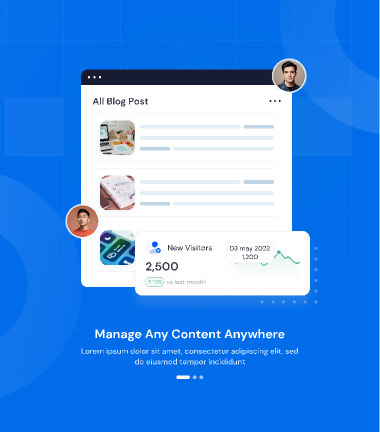 All Blog Post
New Visitors
03 may 2023
1,200
2,500
10%
vs last month
Manage Any Content Anywhere
Lorem ipsum dolor sit amet, consectetur adipiscing elit, sed
do eiusmod tempor incididunt